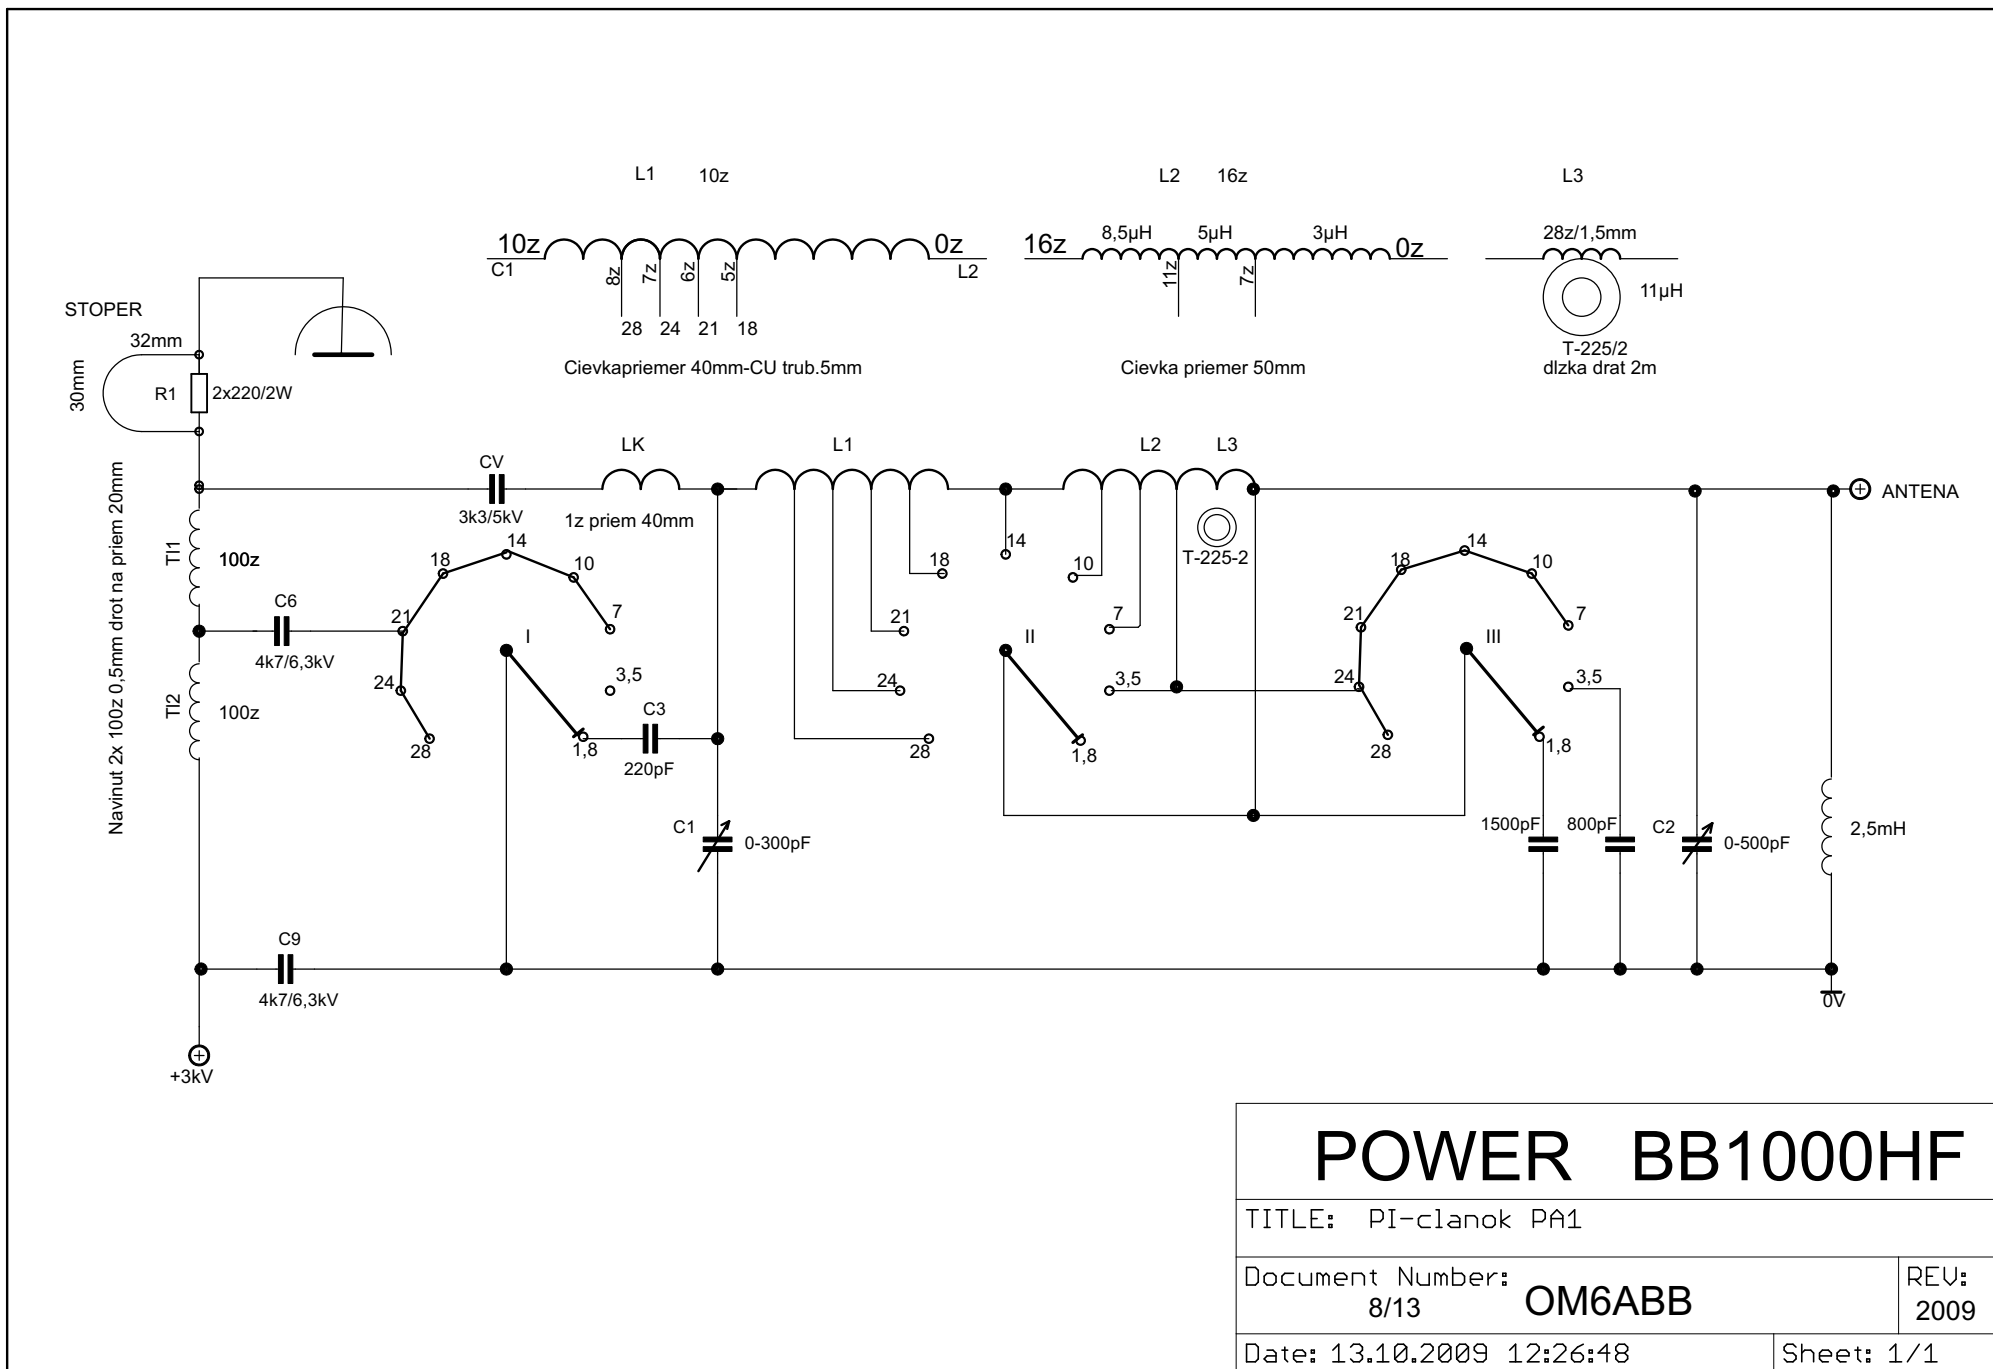 L1 10z
L2 16z
L3
10z
0z
C1
L2
8z
7z
6z
5z
28
24
21
18
Cievkapriemer 40mm-CU trub.5mm
16z
8,5µH
5µH
3µH
0z
11z
7z
Cievka priemer 50mm
28z/1,5mm
11µH
T-225/2
dlzka drat 2m
STOPER
32mm
30mm
R1
2x220/2W
Navinut 2x 100z 0,5mm drot na priem 20mm
CV
3k3/5kV
LK
1z priem 40mm
L1
L2
L3
T-225-2
ANTENA
Tl1
100z
Tl2
100z
C6
4k7/6,3kV
28
24
21
18
14
10
7
3,5
1,8
I
C3
220pF
C1
0-300pF
18
21
24
28
14
10
7
3,5
1,8
II
28
24
21
18
14
10
7
3,5
1,8
III
1500pF
800pF
C2
0-500pF
2,5mH
C9
4k7/6,3kV
+3kV
0V
POWER BB1000HF
TITLE: PI-clanok PA1
Document Number:
8/13
OM6ABB
REV:
2009
Date: 13.10.2009 12:26:48
Sheet: 1/1